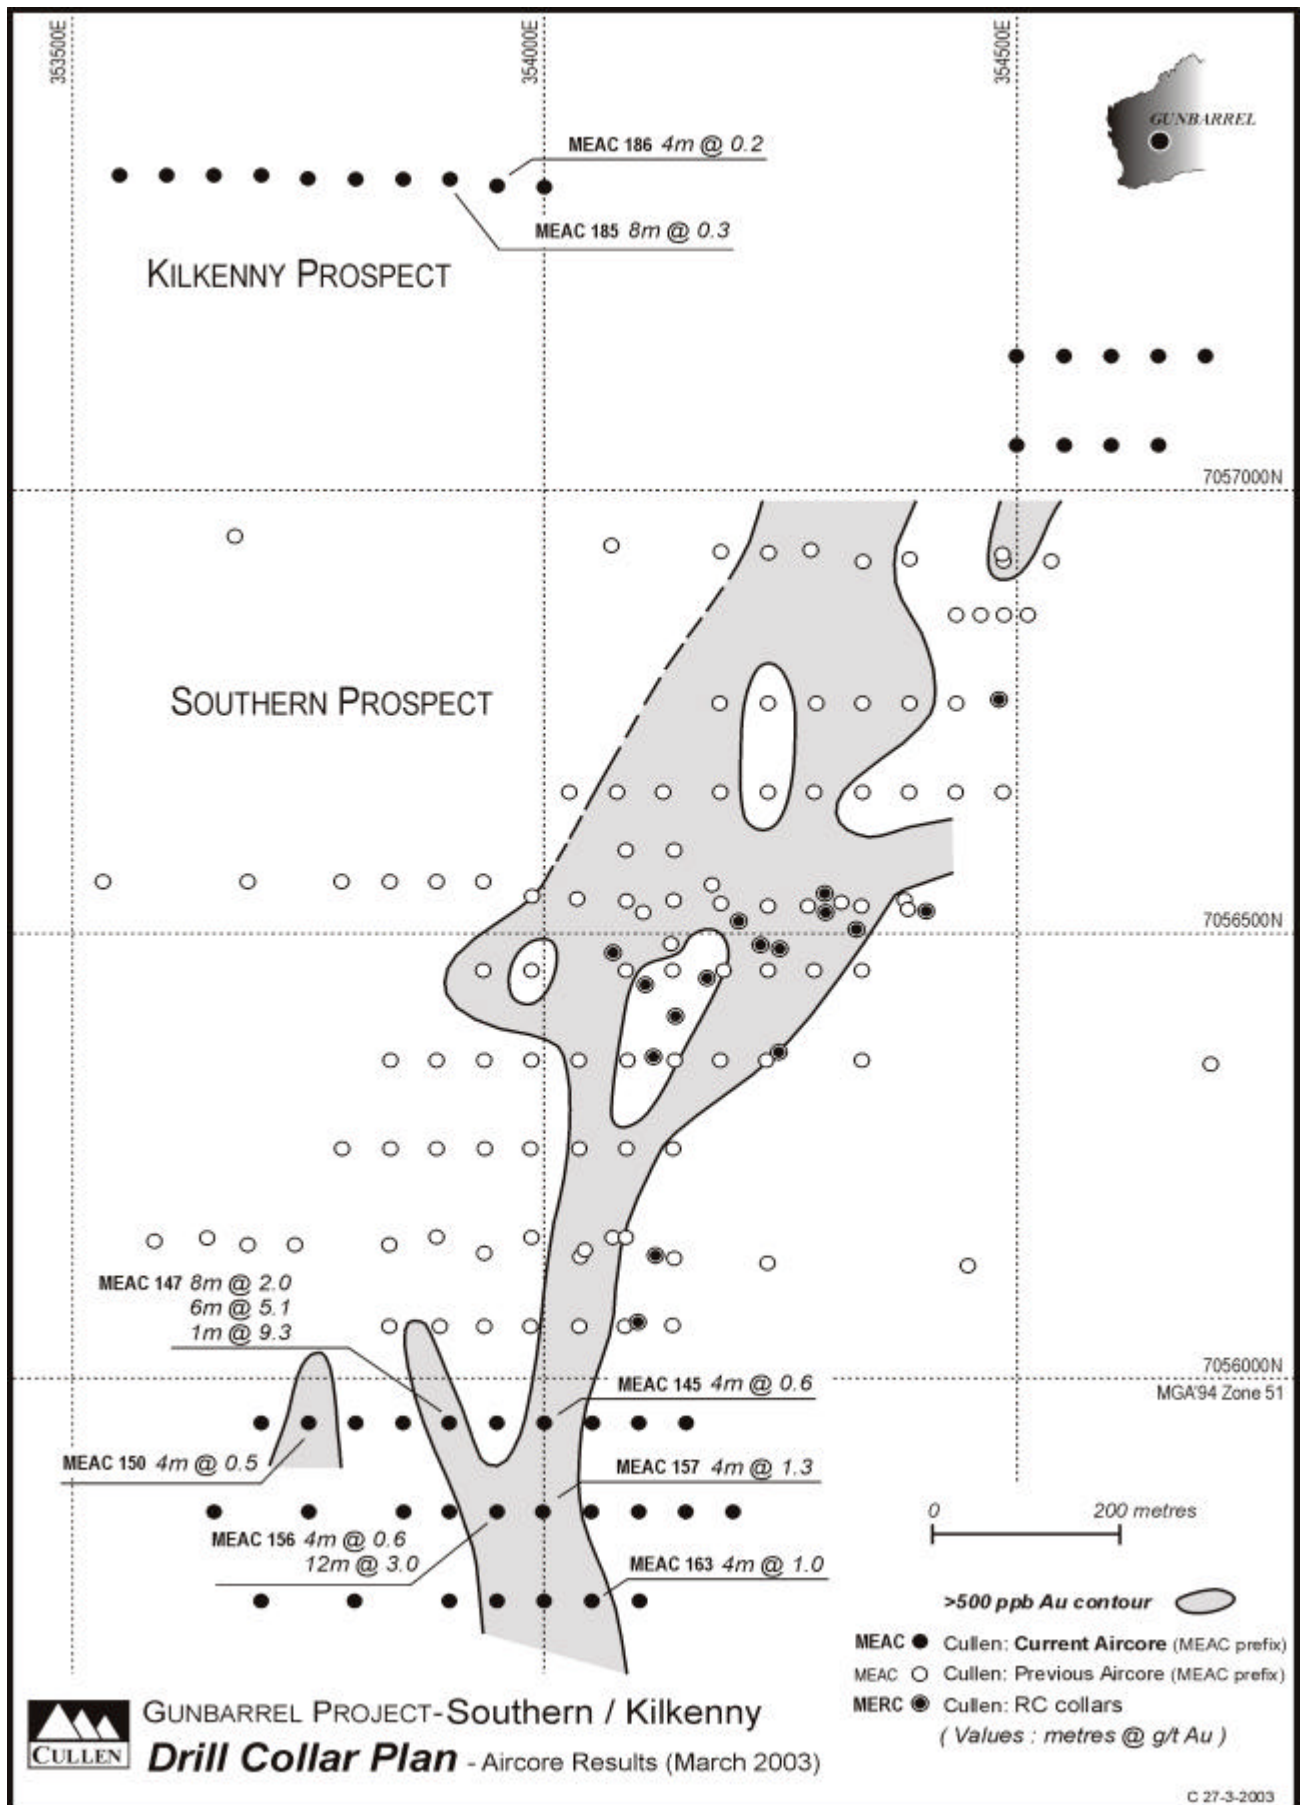 353500E
354000E
354500E
GUNBARREL
MEAC 186 4m @ 0.2
MEAC 185 8m @ 0.3
KILKENNY PROSPECT
7057000N
SOUTHERN PROSPECT
7056500N
MEAC 147 8m @ 2.0
6m @ 5.1
1m @ 9.3
7056000N
MGA'94 Zone 51
MEAC 145 4m @ 0.6
MEAC 150 4m @ 0.5
MEAC 157 4m @ 1.3
0 200 metres
MEAC 156 4m @ 0.6
12m @ 3.0
MEAC 163 4m @ 1.0
>500 ppb Au contour
MEAC Cullen: Current Aircore (MEAC prefix)
MEAC Cullen: Previous Aircore (MEAC prefix)
MERC Cullen: RC collars
( Values : metres @ g/t Au )
CULLEN
GUNBARREL PROJECT-Southern / Kilkenny
Drill Collar Plan - Aircore Results (March 2003)
C 27-3-2003